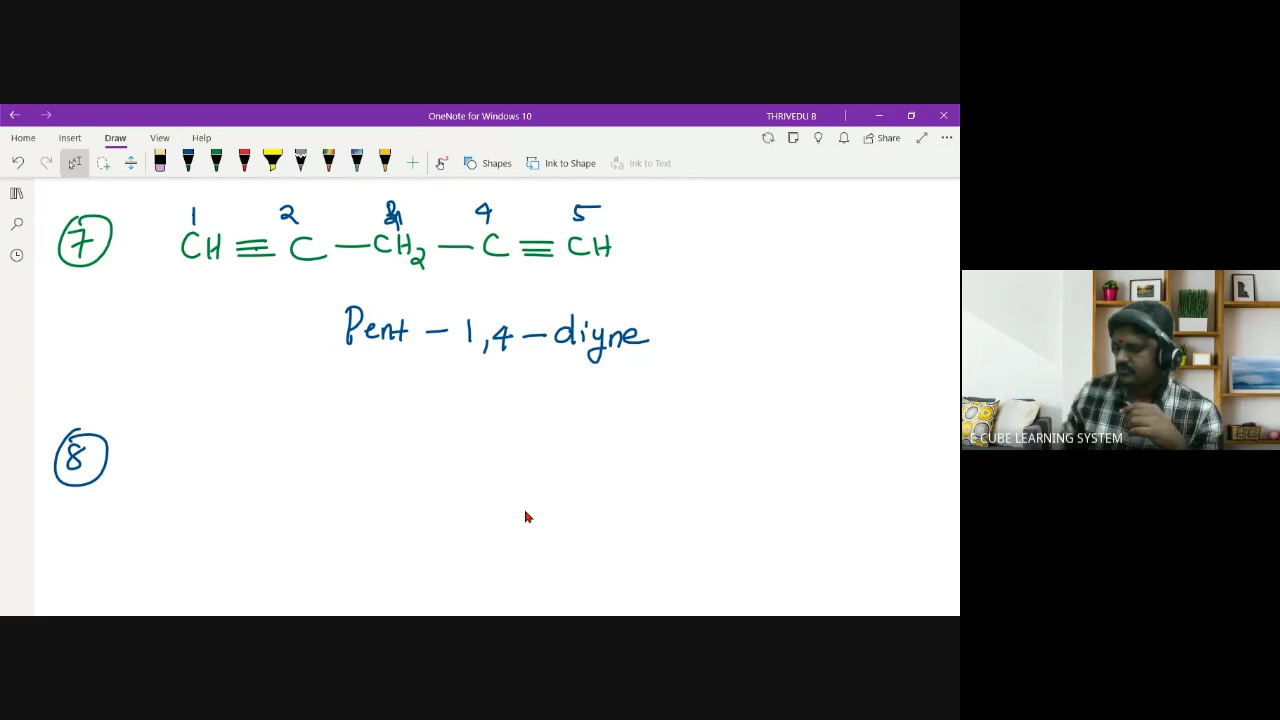 OneNote for Windows 10
THRIVEDU B
Home Insert Draw View Help
Share
Shapes Ink to Shape Ink to Text
1 2 4 5
7 CH ≡ C — CH₂ — C ≡ CH
Pent – 1,4 – diyne
8
E CUBE LEARNING SYSTEM